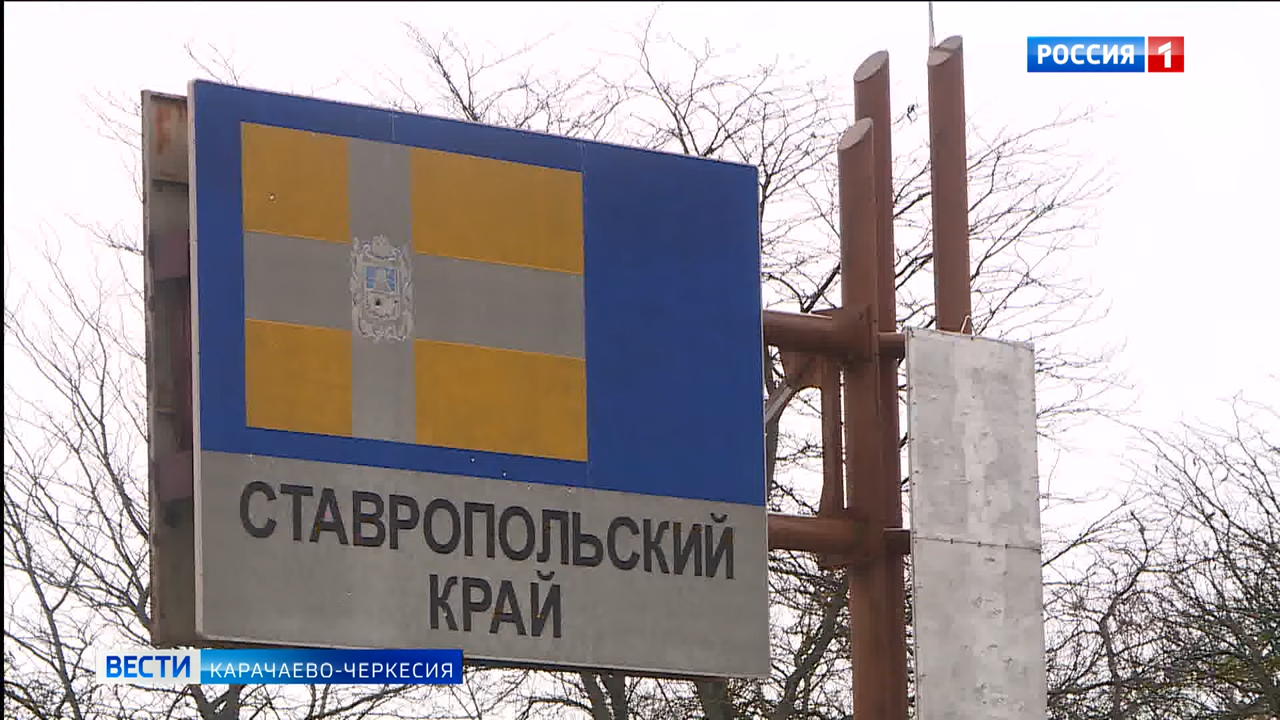 РОССИЯ 1
СТАВРОПОЛЬСКИЙ
КРАЙ
ВЕСТИ КАРАЧАЕВО-ЧЕРКЕСИЯ